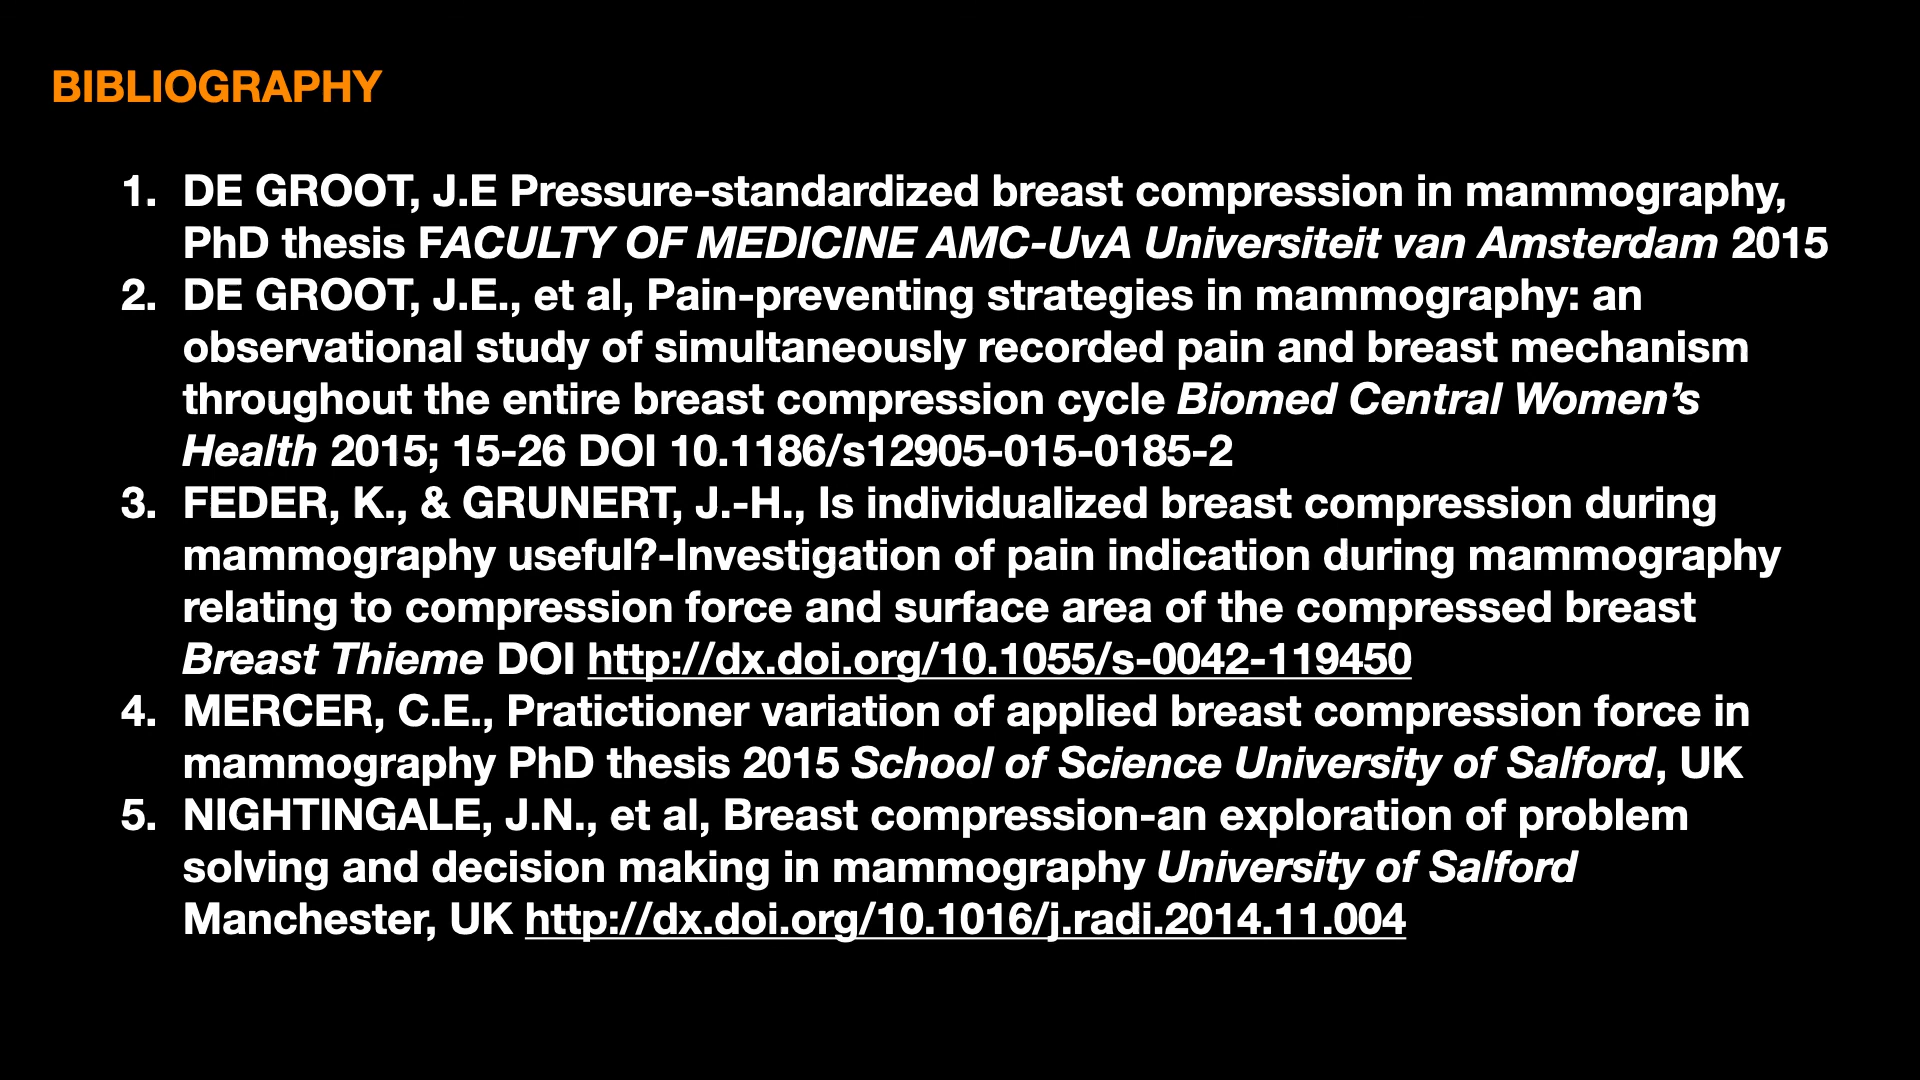 BIBLIOGRAPHY
1. DE GROOT, J.E Pressure-standardized breast compression in mammography,
PhD thesis FACULTY OF MEDICINE AMC-UvA Universiteit van Amsterdam 2015
2. DE GROOT, J.E., et al, Pain-preventing strategies in mammography: an
observational study of simultaneously recorded pain and breast mechanism
throughout the entire breast compression cycle Biomed Central Women’s
Health 2015; 15-26 DOI 10.1186/s12905-015-0185-2
3. FEDER, K., & GRUNERT, J.-H., Is individualized breast compression during
mammography useful?-Investigation of pain indication during mammography
relating to compression force and surface area of the compressed breast
Breast Thieme DOI http://dx.doi.org/10.1055/s-0042-119450
4. MERCER, C.E., Pratictioner variation of applied breast compression force in
mammography PhD thesis 2015 School of Science University of Salford, UK
5. NIGHTINGALE, J.N., et al, Breast compression-an exploration of problem
solving and decision making in mammography University of Salford
Manchester, UK http://dx.doi.org/10.1016/j.radi.2014.11.004